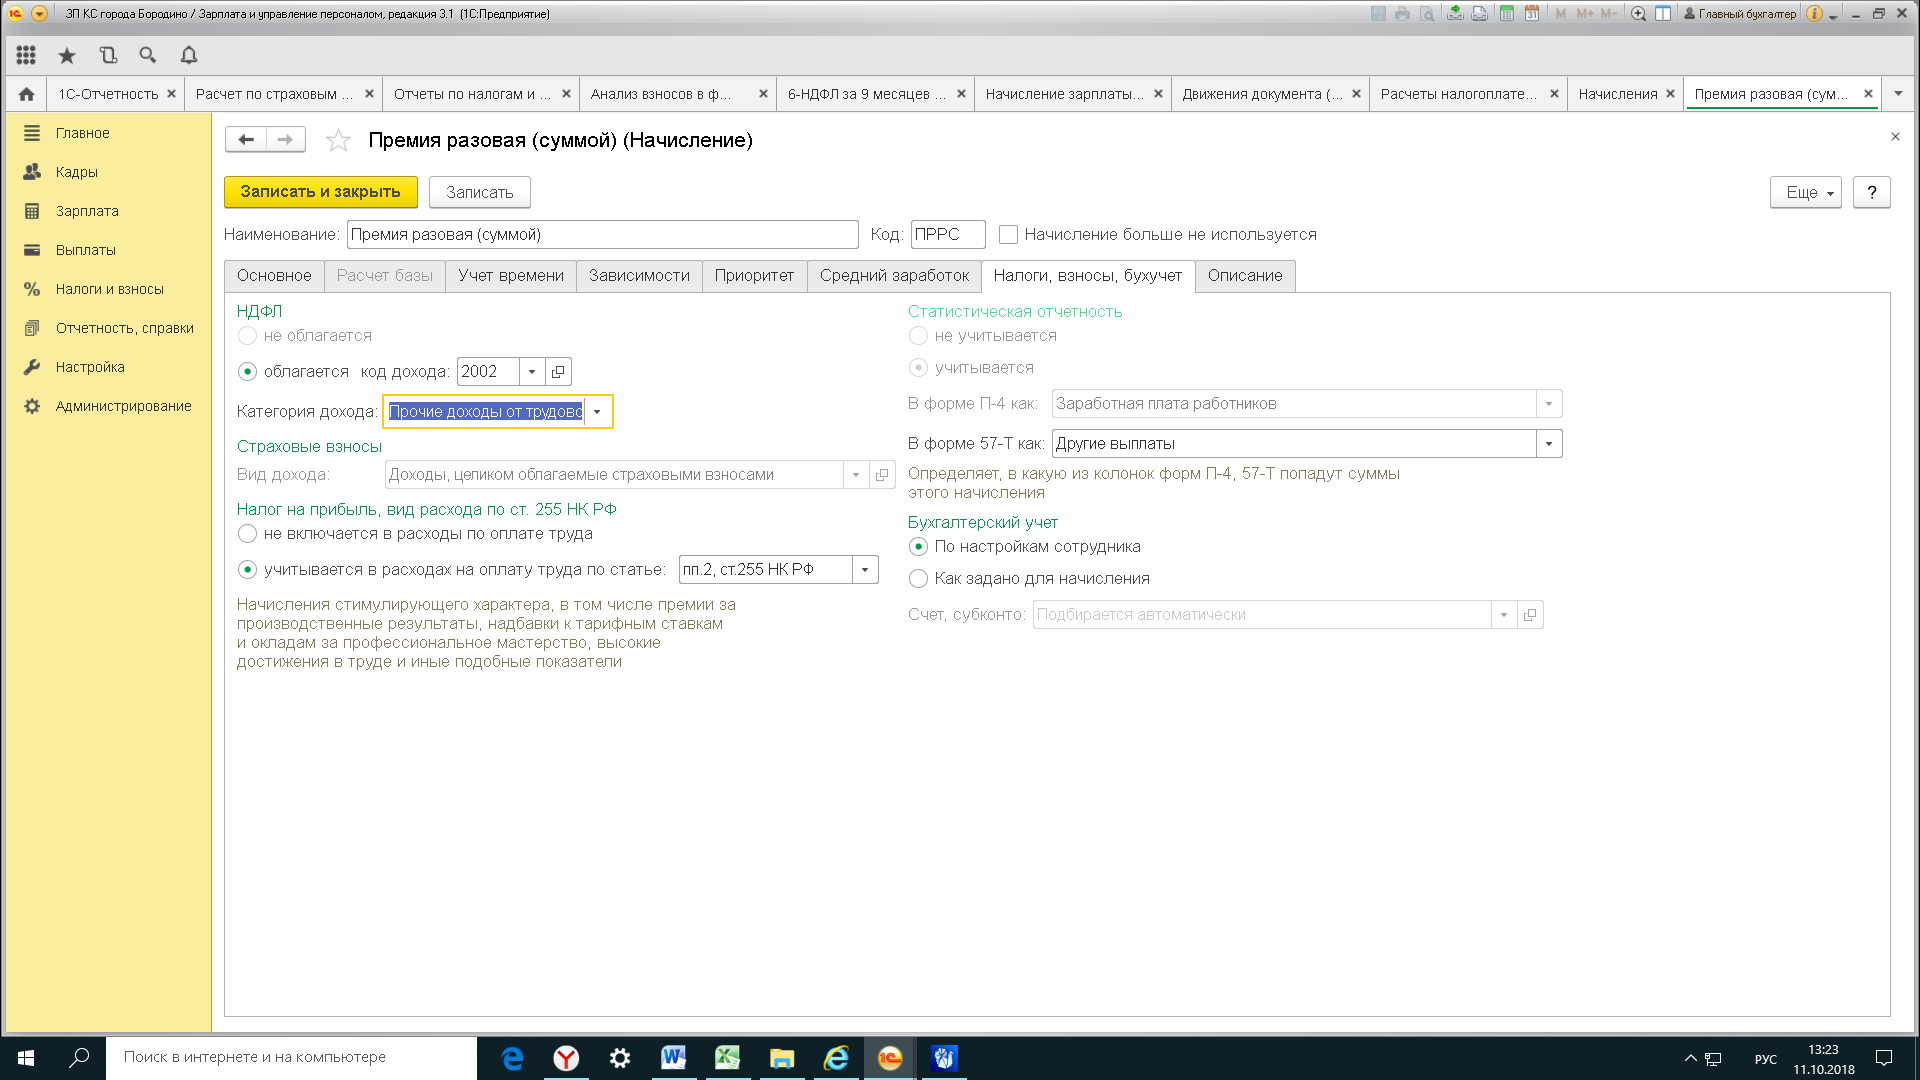 ЗП КС города Бородино / Зарплата и управление персоналом, редакция 3.1 (1С:Предприятие)
M M+ M- Главный бухгалтер
1С-Отчетность
Расчет по страховым ...
Отчеты по налогам и ...
Анализ взносов в ф...
6-НДФЛ за 9 месяцев ...
Начисление зарплаты...
Движения документа (...
Расчеты налогоплате...
Начисления
Премия разовая (сум...
Главное
Кадры
Зарплата
Выплаты
Налоги и взносы
Отчетность, справки
Настройка
Администрирование
Премия разовая (суммой) (Начисление)
Записать и закрыть
Записать
Еще
?
Наименование: Премия разовая (суммой)
Код: ПРРС
Начисление больше не используется
Основное
Расчет базы
Учет времени
Зависимости
Приоритет
Средний заработок
Налоги, взносы, бухучет
Описание
НДФЛ
не облагается
облагается код дохода: 2002
Категория дохода: Прочие доходы от трудово
Страховые взносы
Вид дохода: Доходы, целиком облагаемые страховыми взносами
Налог на прибыль, вид расхода по ст. 255 НК РФ
не включается в расходы по оплате труда
учитывается в расходах на оплату труда по статье: пп.2, ст.255 НК РФ
Начисления стимулирующего характера, в том числе премии за
производственные результаты, надбавки к тарифным ставкам
и окладам за профессиональное мастерство, высокие
достижения в труде и иные подобные показатели
Статистическая отчетность
не учитывается
учитывается
В форме П-4 как: Заработная плата работников
В форме 57-Т как: Другие выплаты
Определяет, в какую из колонок форм П-4, 57-Т попадут суммы
этого начисления
Бухгалтерский учет
По настройкам сотрудника
Как задано для начисления
Счет, субконто: Подбирается автоматически
Поиск в интернете и на компьютере
РУС
13:23
11.10.2018